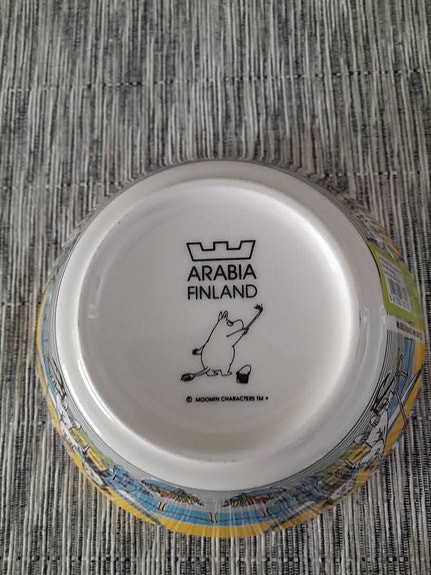 ARABIA
FINLAND
© MOOMIN CHARACTERS TM •